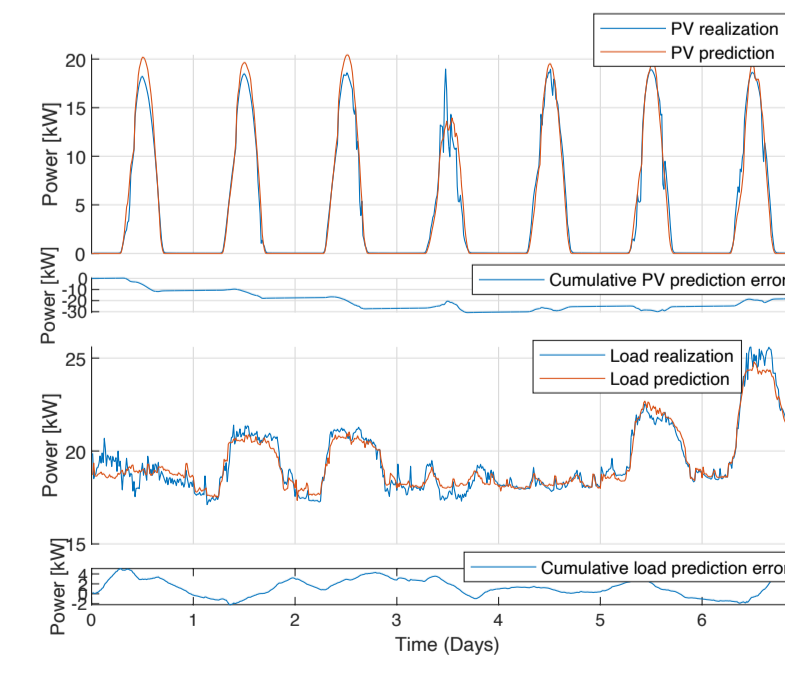 PV realization
PV prediction
20
15
10
5
0
Power [kW]
Cumulative PV prediction error
0
-10
-20
-30
Power [kW]
Load realization
Load prediction
25
20
15
Power [kW]
Cumulative load prediction error
4
2
0
-2
Power [kW]
0 1 2 3 4 5 6
Time (Days)